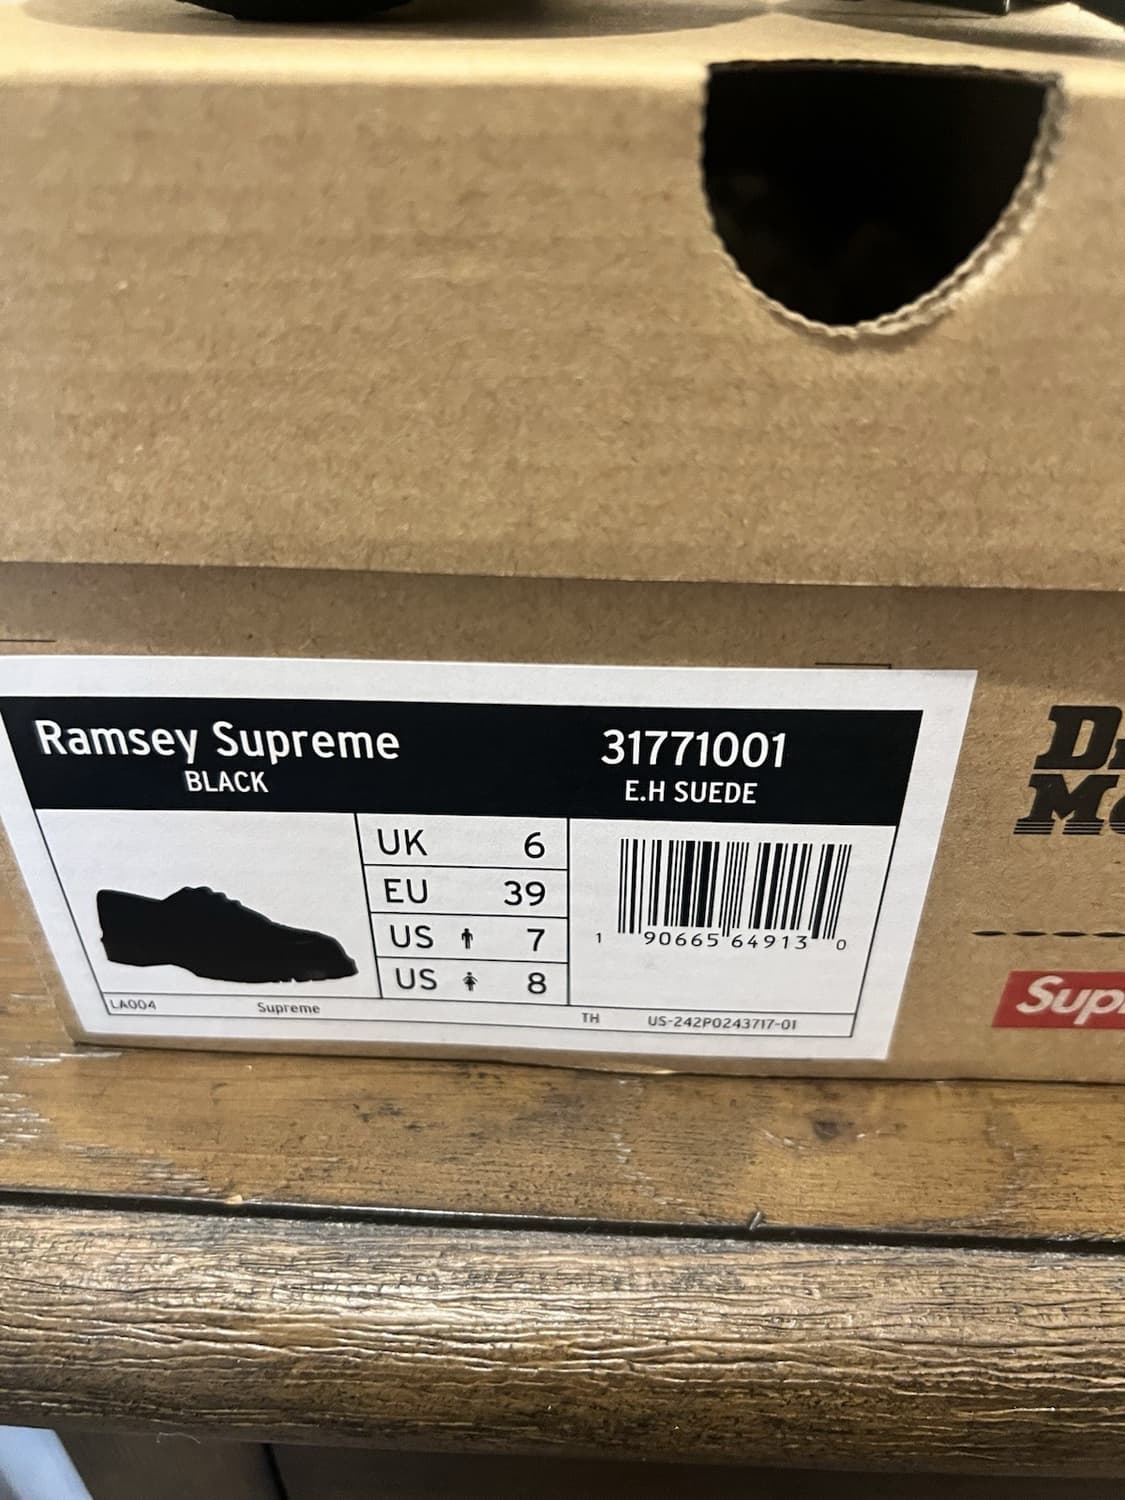 Ramsey Supreme
BLACK
31771001
E.H SUEDE
UK 6
EU 39
US 7
US 8
1 90665 64913 0
LA004 Supreme
TH US-242P0243717-01